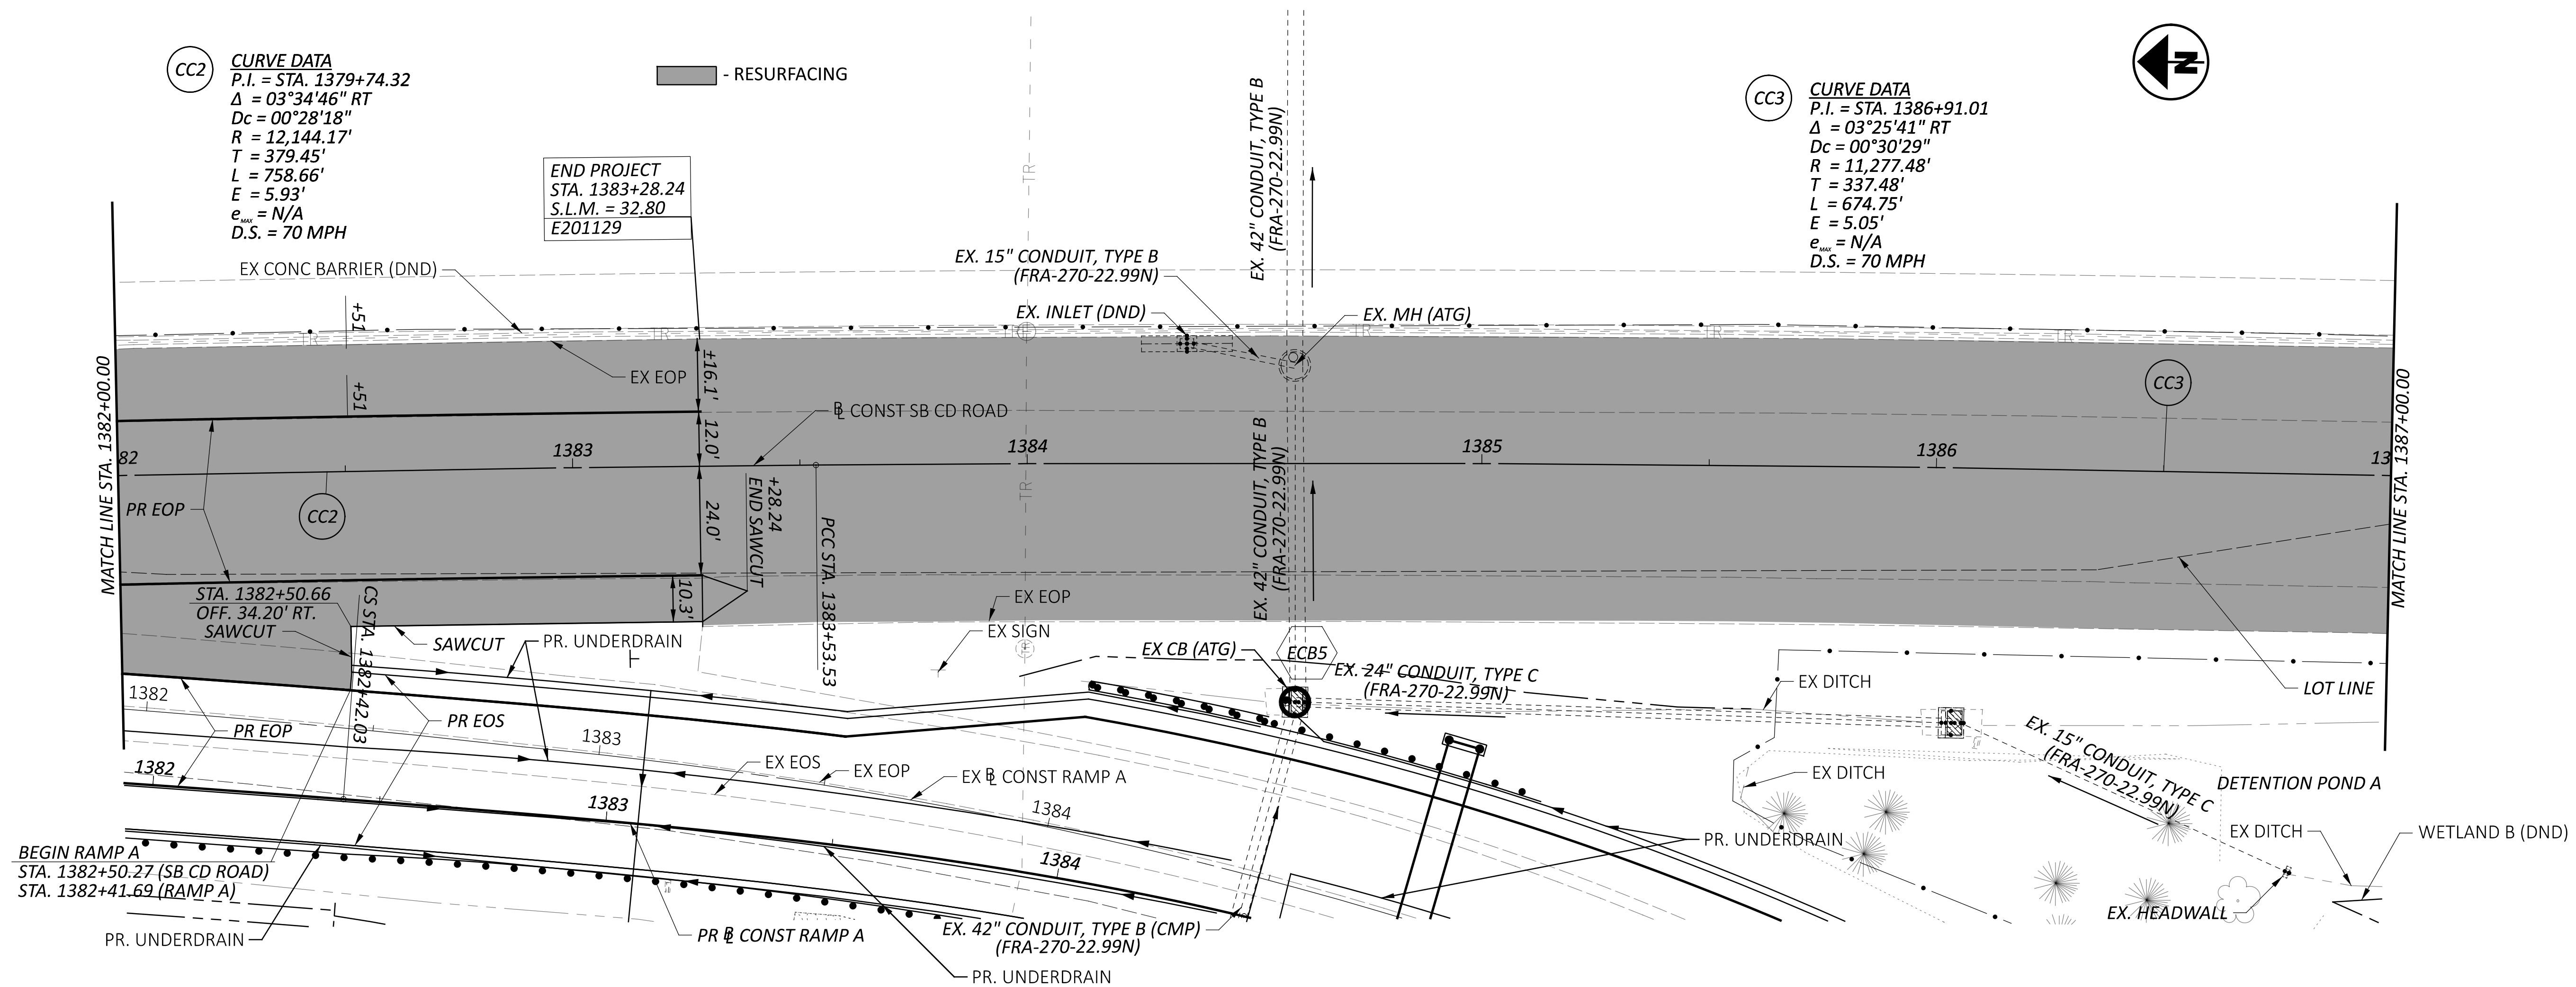 CC2
CURVE DATA
P.I. = STA. 1379+74.32
Δ = 03°34'46" RT
Dc = 00°28'18"
R = 12,144.17'
T = 379.45'
L = 758.66'
E = 5.93'
eMAX = N/A
D.S. = 70 MPH
- RESURFACING
END PROJECT
STA. 1383+28.24
S.L.M. = 32.80
E201129
CC3
CURVE DATA
P.I. = STA. 1386+91.01
Δ = 03°25'41" RT
Dc = 00°30'29"
R = 11,277.48'
T = 337.48'
L = 674.75'
E = 5.05'
eMAX = N/A
D.S. = 70 MPH
N
TR
EX. 42" CONDUIT, TYPE B
(FRA-270-22.99N)
EX CONC BARRIER (DND)
EX. 15" CONDUIT, TYPE B
(FRA-270-22.99N)
EX. INLET (DND)
EX. MH (ATG)
+51
TR
TR
TR
TR
TR
TR
MATCH LINE STA. 1382+00.00
MATCH LINE STA. 1387+00.00
EX EOP
±16.1'
+51
CC3
℄ CONST SB CD ROAD
12.0'
82
1383
1384
1385
1386
13
PR EOP
CC2
24.0'
+28.24
END SAWCUT
TR
EX. 42" CONDUIT, TYPE B
(FRA-270-22.99N)
PCC STA. 1383+53.53
10.3'
STA. 1382+50.66
OFF. 34.20' RT.
SAWCUT
CS STA. 1382+42.03
SAWCUT
PR. UNDERDRAIN
EX EOP
EX SIGN
EX CB (ATG)
ECB5
EX. 24" CONDUIT, TYPE C
(FRA-270-22.99N)
EX DITCH
LOT LINE
1382
PR EOP
PR EOS
1383
EX EOS
EX EOP
EX ℄ CONST RAMP A
1384
1382
1383
1384
EX DITCH
EX. 15" CONDUIT, TYPE C
(FRA-270-22.99N)
DETENTION POND A
EX DITCH
WETLAND B (DND)
PR. UNDERDRAIN
BEGIN RAMP A
STA. 1382+50.27 (SB CD ROAD)
STA. 1382+41.69 (RAMP A)
PR. UNDERDRAIN
PR ℄ CONST RAMP A
EX. 42" CONDUIT, TYPE B (CMP)
(FRA-270-22.99N)
PR. UNDERDRAIN
EX. HEADWALL